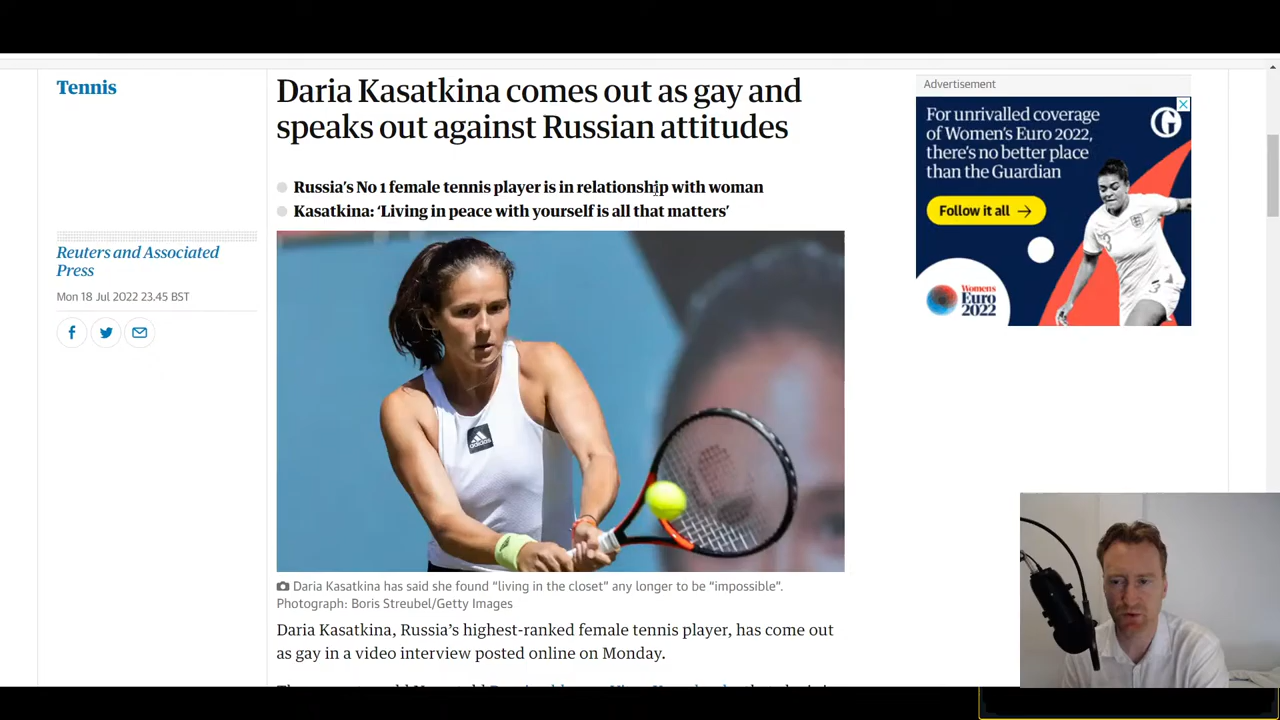 Tennis
Daria Kasatkina comes out as gay and
speaks out against Russian attitudes
Russia's No 1 female tennis player is in relationship with woman
Kasatkina: 'Living in peace with yourself is all that matters'
Reuters and Associated
Press
Mon 18 Jul 2022 23.45 BST
adidas
Daria Kasatkina has said she found “living in the closet” any longer to be “impossible”.
Photograph: Boris Streubel/Getty Images
Daria Kasatkina, Russia's highest-ranked female tennis player, has come out
as gay in a video interview posted online on Monday.
Advertisement
For unrivalled coverage
of Women's Euro 2022,
there's no better place
than the Guardian
Follow it all →
Womens
Euro
2022